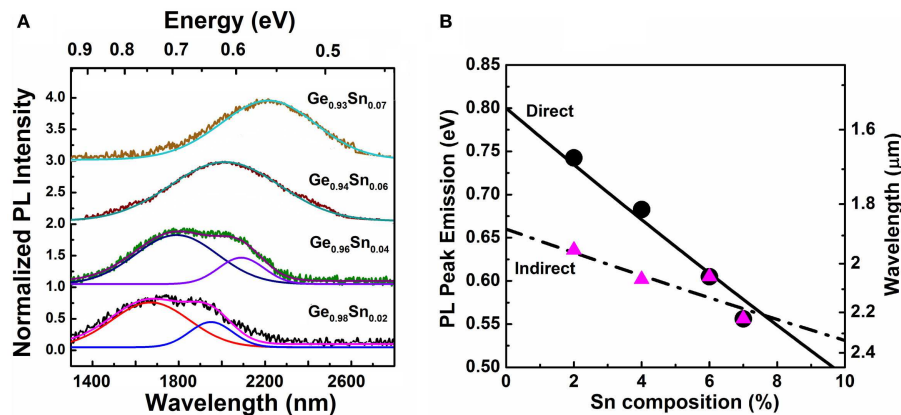 A
Energy (eV)
0.9 0.8 0.7 0.6 0.5
Normalized PL Intensity
4.0
3.5
3.0
2.5
2.0
1.5
1.0
0.5
0.0
Ge0.93Sn0.07
Ge0.94Sn0.06
Ge0.96Sn0.04
Ge0.98Sn0.02
1400 1800 2200 2600
Wavelength (nm)
B
PL Peak Emission (eV)
0.85
0.80
0.75
0.70
0.65
0.60
0.55
0.50
Direct
Indirect
1.6
1.8
2
2.2
2.4
Wavelength (μm)
0 2 4 6 8 10
Sn composition (%)